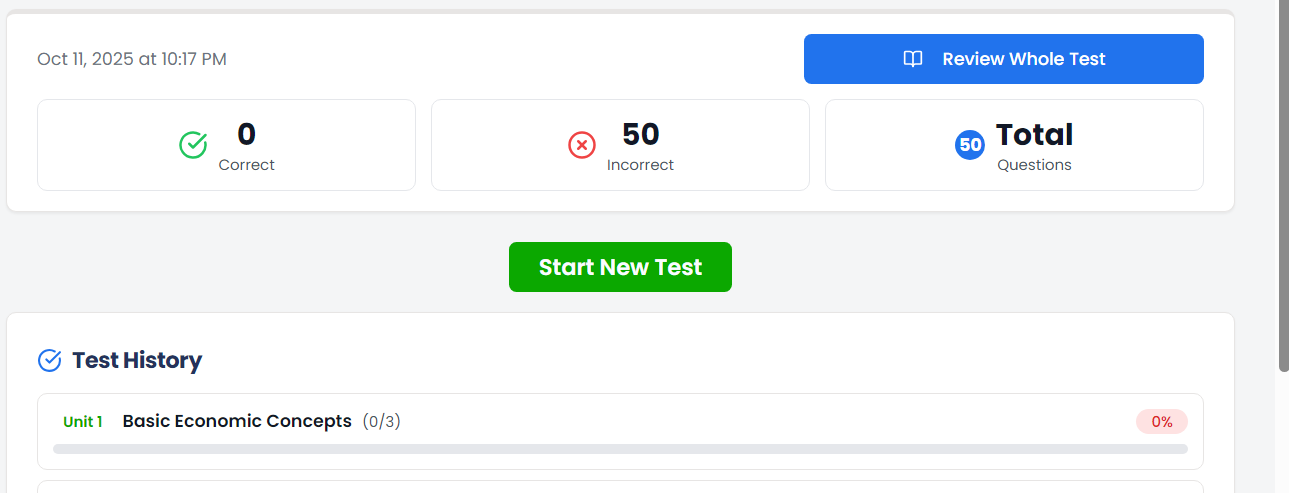 Oct 11, 2025 at 10:17 PM
Review Whole Test
0
Correct
50
Incorrect
50 Total
Questions
Start New Test
Test History
Unit 1 Basic Economic Concepts (0/3) 0%